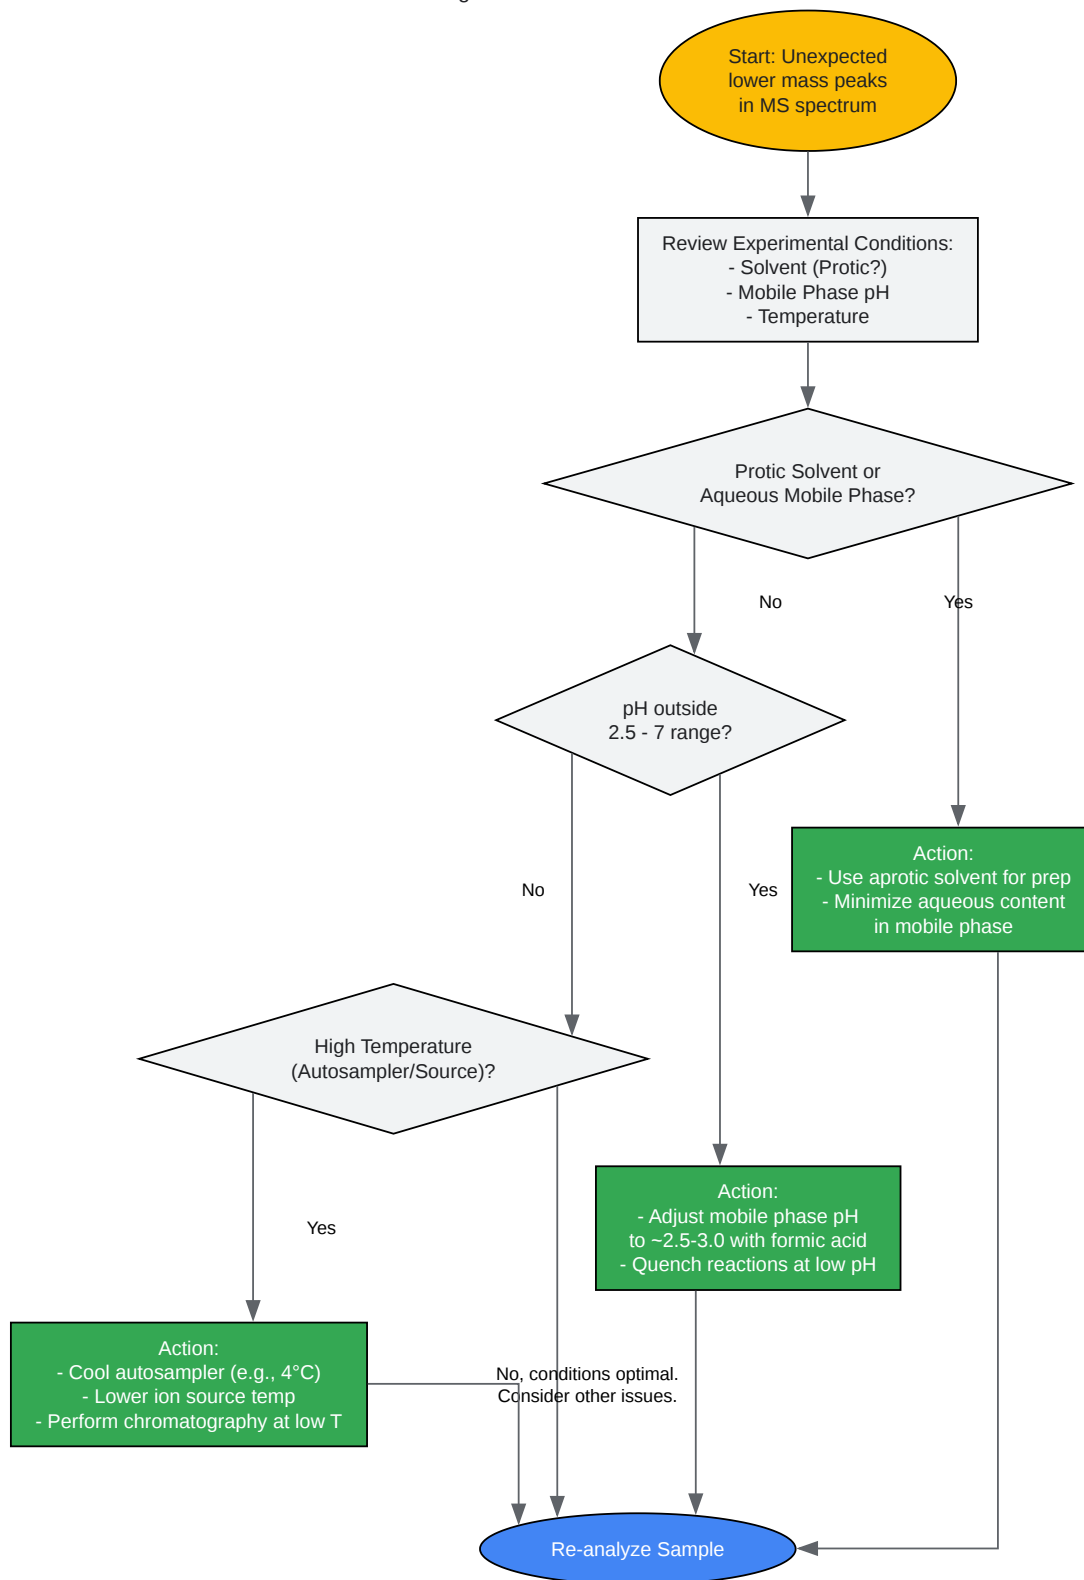 Start: Unexpected
lower mass peaks
in MS spectrum
Review Experimental Conditions:
- Solvent (Protic?)
- Mobile Phase pH
- Temperature
Protic Solvent or
Aqueous Mobile Phase?
No
Yes
pH outside
2.5 - 7 range?
Action:
- Use aprotic solvent for prep
- Minimize aqueous content
in mobile phase
No
Yes
High Temperature
(Autosampler/Source)?
Action:
- Adjust mobile phase pH
to ~2.5-3.0 with formic acid
- Quench reactions at low pH
Yes
Action:
- Cool autosampler (e.g., 4°C)
- Lower ion source temp
- Perform chromatography at low T
No, conditions optimal.
Consider other issues.
Re-analyze Sample